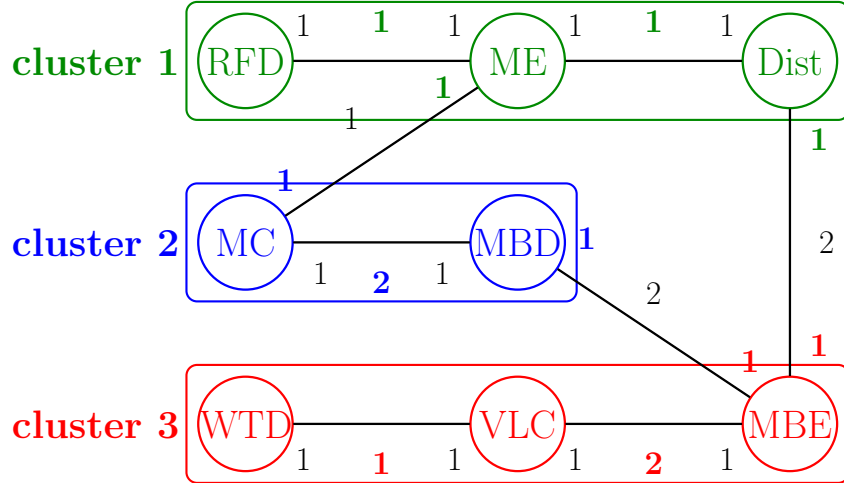 1 1 1 1 1 1
cluster 1 RFD ME Dist
1
1 1
1
cluster 2 MC MBD 1 2
1 2 1 2
1 1
cluster 3 WTD VLC MBE
1 1 1 1 2 1